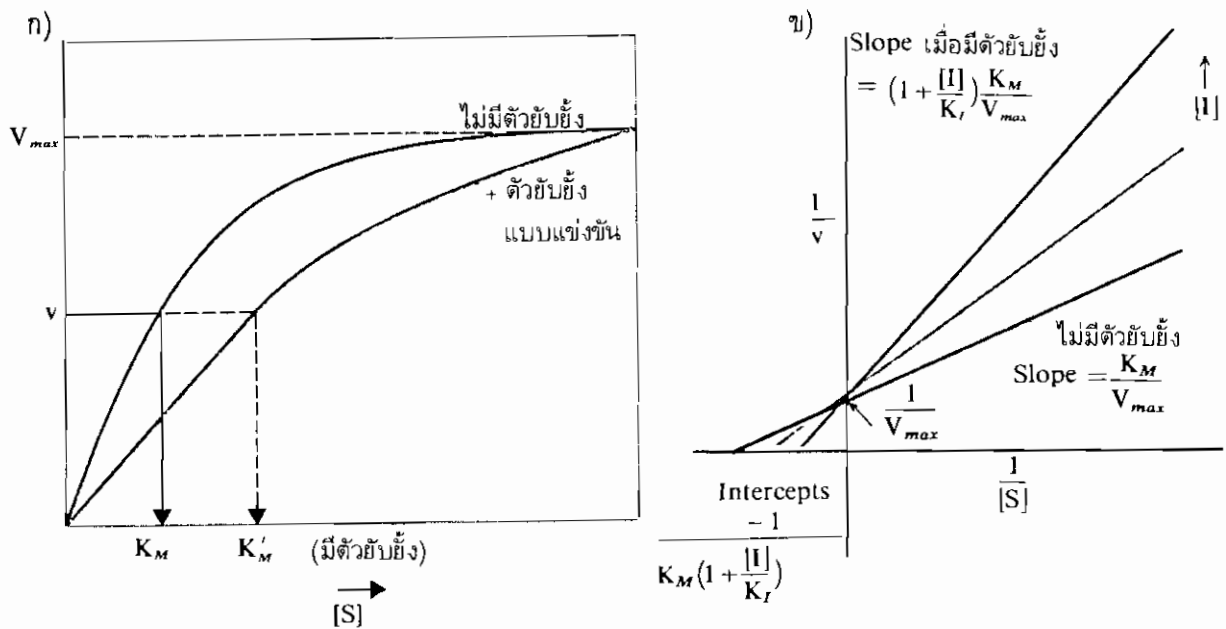 ก)
V_max
ไม่มีตัวยับยั้ง
+ ตัวยับยั้ง
แบบแข่งขัน
v
K_M K'_M (มีตัวยับยั้ง)
[S]
ข)
Slope เมื่อมีตัวยับยั้ง
= (1 + [I]/K_I) K_M/V_max
[I]
1/v
ไม่มีตัวยับยั้ง
Slope = K_M/V_max
1/V_max
1/[S]
Intercepts
-1/K_M(1 + [I]/K_I)